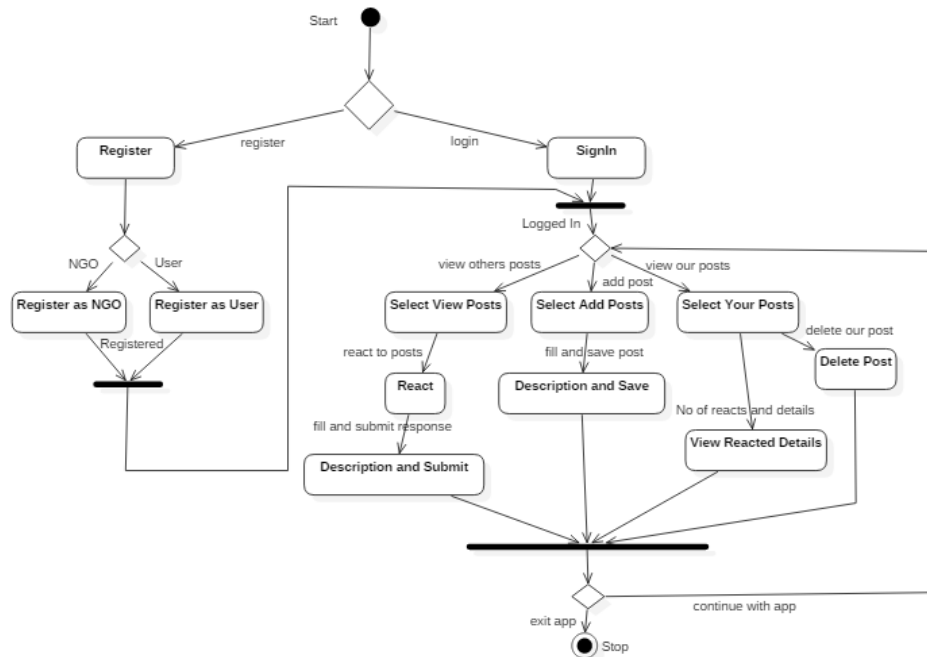 Start
register
login
Register
SignIn
Logged In
NGO
User
view others posts
add post
view our posts
Register as NGO
Register as User
Select View Posts
Select Add Posts
Select Your Posts
Registered
react to posts
fill and save post
delete our post
React
Description and Save
Delete Post
No of reacts and details
fill and submit response
View Reacted Details
Description and Submit
continue with app
exit app
Stop